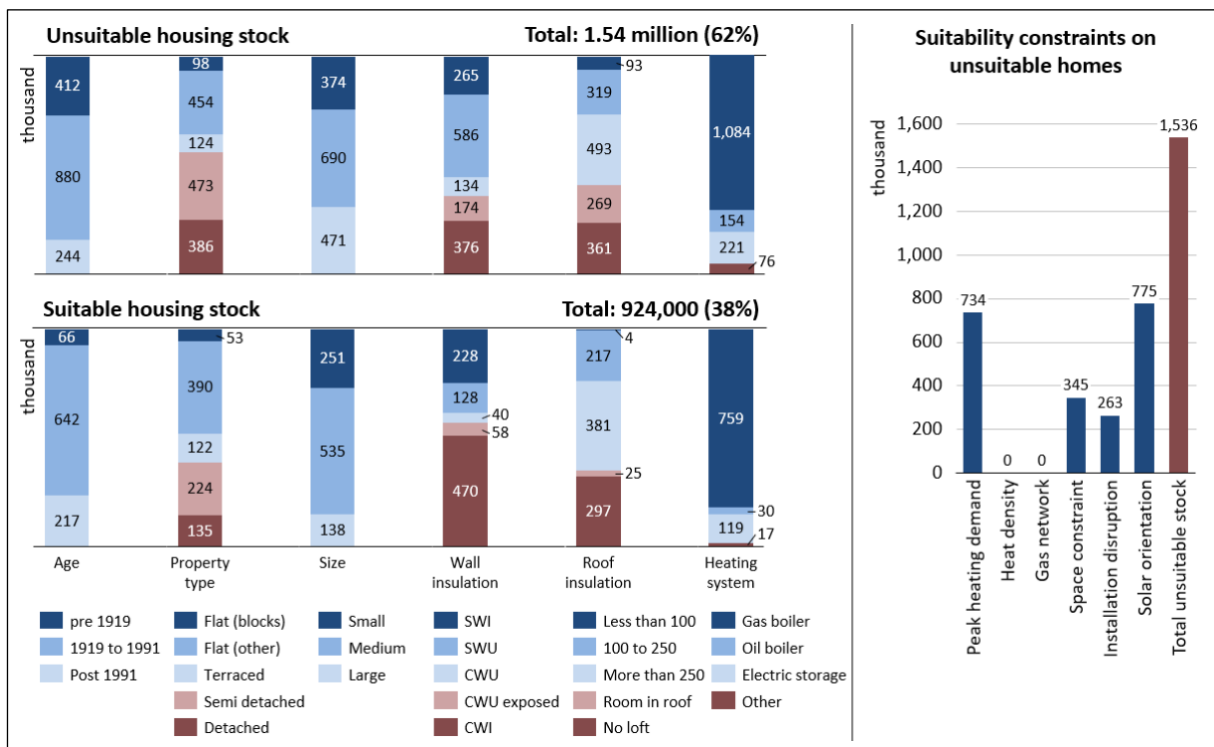 Unsuitable housing stock
Total: 1.54 million (62%)
thousand
412
880
244
98
454
124
473
386
374
690
471
265
586
134
174
376
93
319
493
269
361
1,084
154
221
76
Suitable housing stock
Total: 924,000 (38%)
thousand
66
642
217
53
390
122
224
135
251
535
138
228
128
40
58
470
4
217
381
25
297
759
30
119
17
Age
Property
type
Size
Wall
insulation
Roof
insulation
Heating
system
pre 1919
1919 to 1991
Post 1991
Flat (blocks)
Flat (other)
Terraced
Semi detached
Detached
Small
Medium
Large
SWI
SWU
CWU
CWU exposed
CWI
Less than 100
100 to 250
More than 250
Room in roof
No loft
Gas boiler
Oil boiler
Electric storage
Other
Suitability constraints on
unsuitable homes
thousand
1,600
1,400
1,200
1,000
800
600
400
200
0
734
0
0
345
263
775
1,536
Peak heating demand
Heat density
Gas network
Space constraint
Installation disruption
Solar orientation
Total unsuitable stock